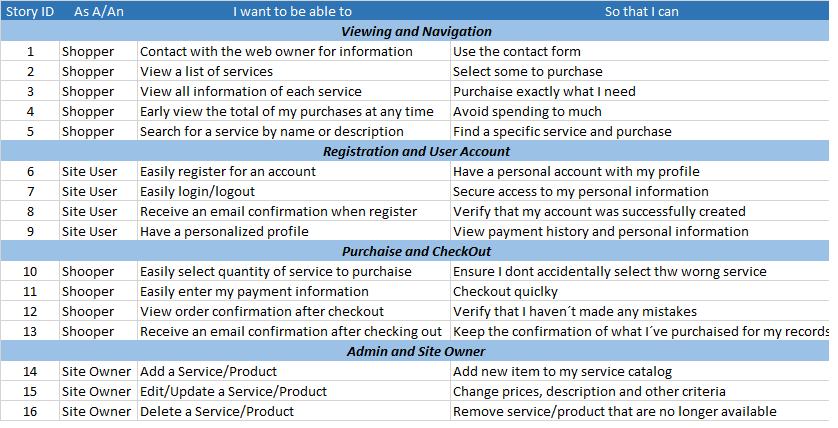 Story ID As A/An I want to be able to So that I can
Viewing and Navigation
1 Shopper Contact with the web owner for information Use the contact form
2 Shopper View a list of services Select some to purchase
3 Shopper View all information of each service Purchaise exactly what I need
4 Shopper Early view the total of my purchases at any time Avoid spending to much
5 Shopper Search for a service by name or description Find a specific service and purchase
Registration and User Account
6 Site User Easily register for an account Have a personal account with my profile
7 Site User Easily login/logout Secure access to my personal information
8 Site User Receive an email confirmation when register Verify that my account was successfully created
9 Site User Have a personalized profile View payment history and personal information
Purchaise and CheckOut
10 Shooper Easily select quantity of service to purchaise Ensure I dont accidentally select thw worng service
11 Shooper Easily enter my payment information Checkout quiclky
12 Shooper View order confirmation after checkout Verify that I haven´t made any mistakes
13 Shooper Receive an email confirmation after checking out Keep the confirmation of what I´ve purchaised for my records
Admin and Site Owner
14 Site Owner Add a Service/Product Add new item to my service catalog
15 Site Owner Edit/Update a Service/Product Change prices, description and other criteria
16 Site Owner Delete a Service/Product Remove service/product that are no longer available